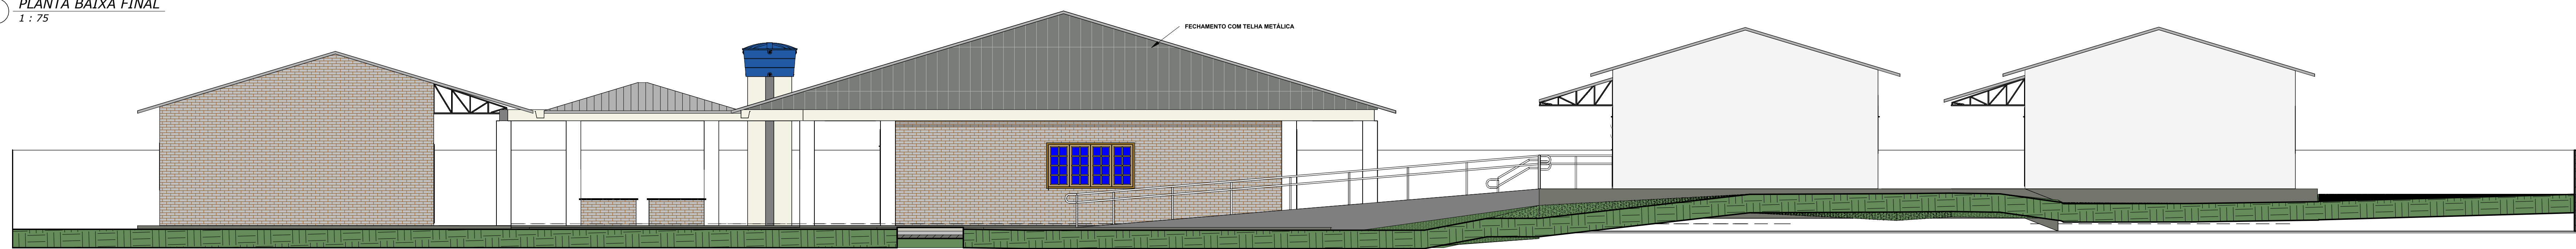 PLANTA BAIXA FINAL
1 : 75
FECHAMENTO COM TELHA METÁLICA